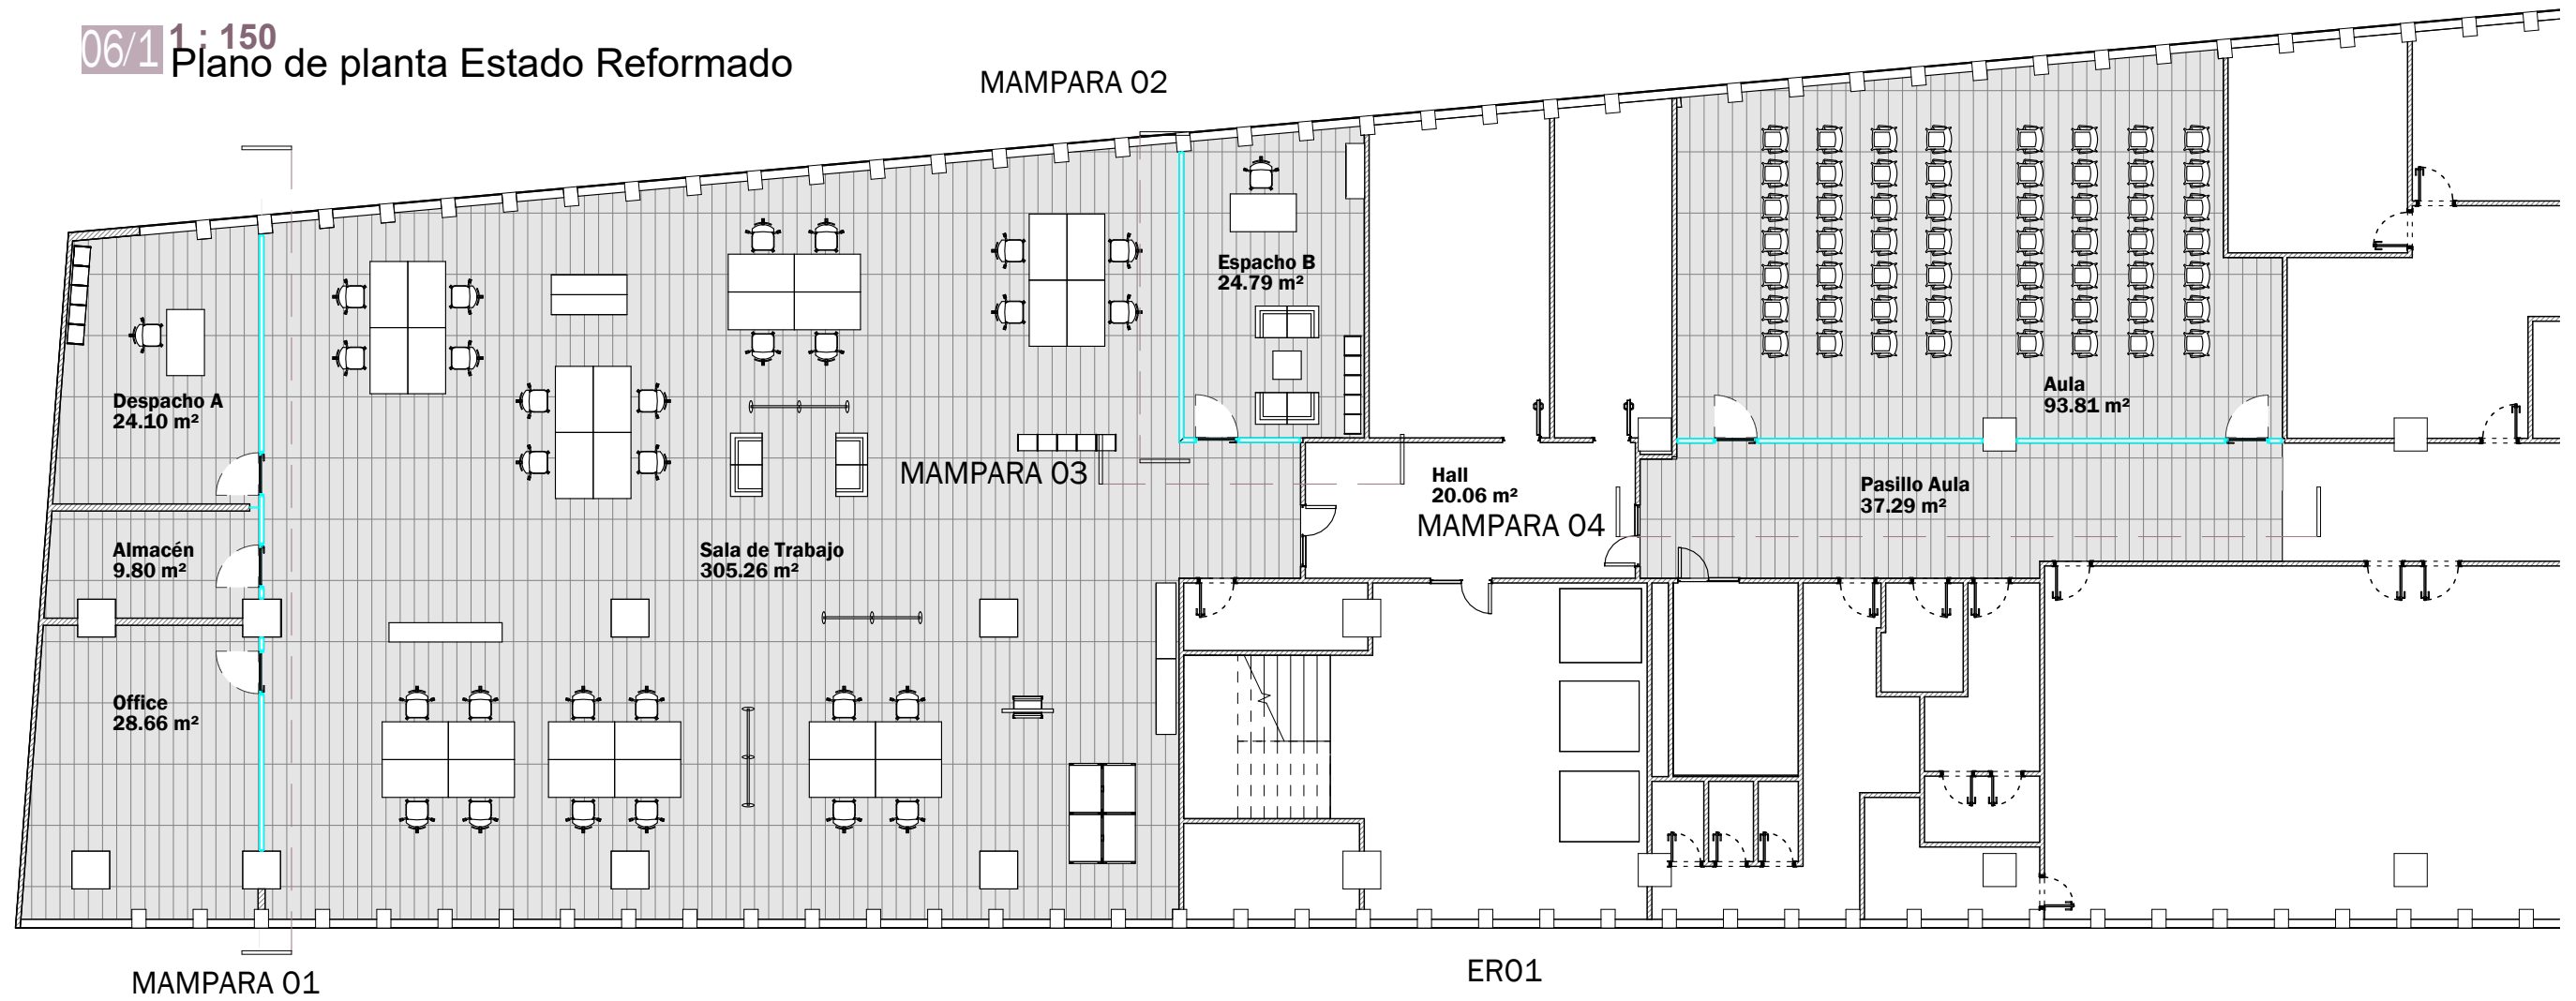 06/1
1 : 150
Plano de planta Estado Reformado
MAMPARA 02
Espacho B
24.79 m²
Aula
93.81 m²
Despacho A
24.10 m²
MAMPARA 03
Hall
20.06 m²
MAMPARA 04
Pasillo Aula
37.29 m²
Almacén
9.80 m²
Sala de Trabajo
305.26 m²
Office
28.66 m²
MAMPARA 01
ER01